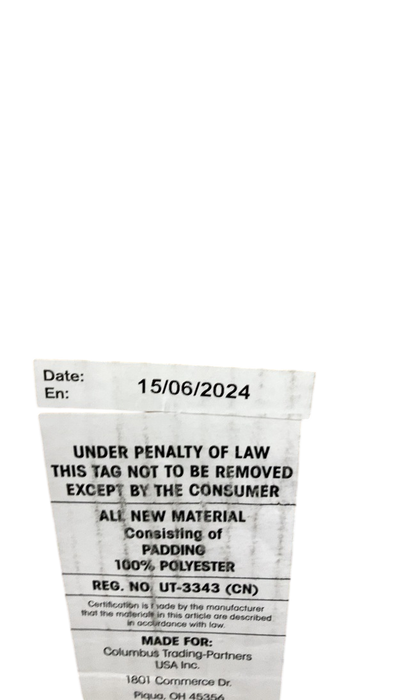 Date:
En:
15/06/2024
UNDER PENALTY OF LAW
THIS TAG NOT TO BE REMOVED
EXCEPT BY THE CONSUMER
ALL NEW MATERIAL
Consisting of
PADDING
100% POLYESTER
REG. NO. UT-3343 (CN)
Certification is made by the manufacturer
that the materials in this article are described
in accordance with law.
MADE FOR:
Columbus Trading-Partners
USA Inc.
1801 Commerce Dr.
Piqua, OH 45356